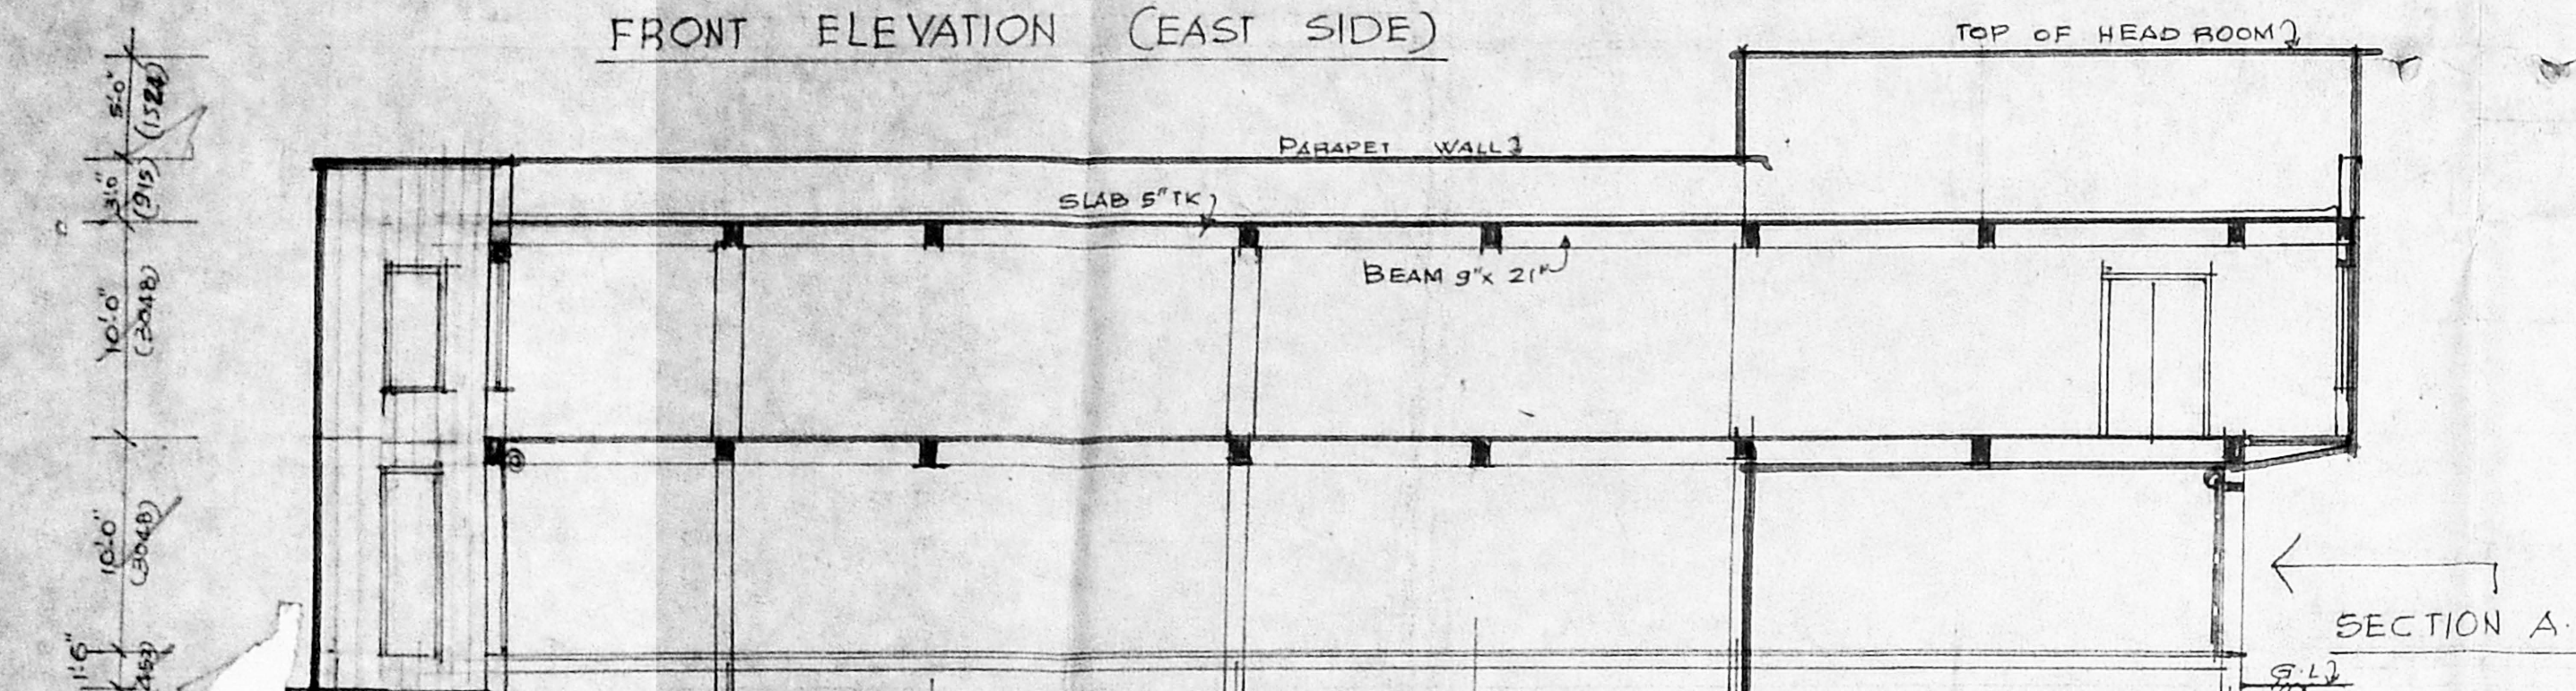 FRONT ELEVATION (EAST SIDE)
TOP OF HEAD ROOM
5'.0"
(1524)
PARAPET WALL
3'.0"
(915)
SLAB 5" TK
BEAM 9" x 21"
10'.0"
(3048)
10'.0"
(3048)
1'.6"
(457)
SECTION A.
G.L